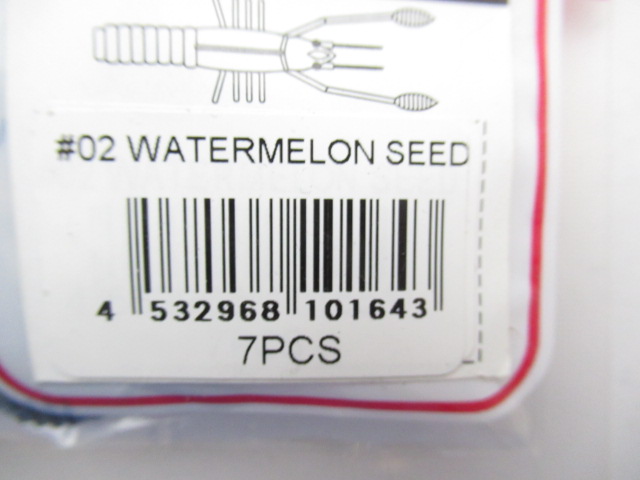 #02 WATERMELON SEED
4 532968 101643
7PCS